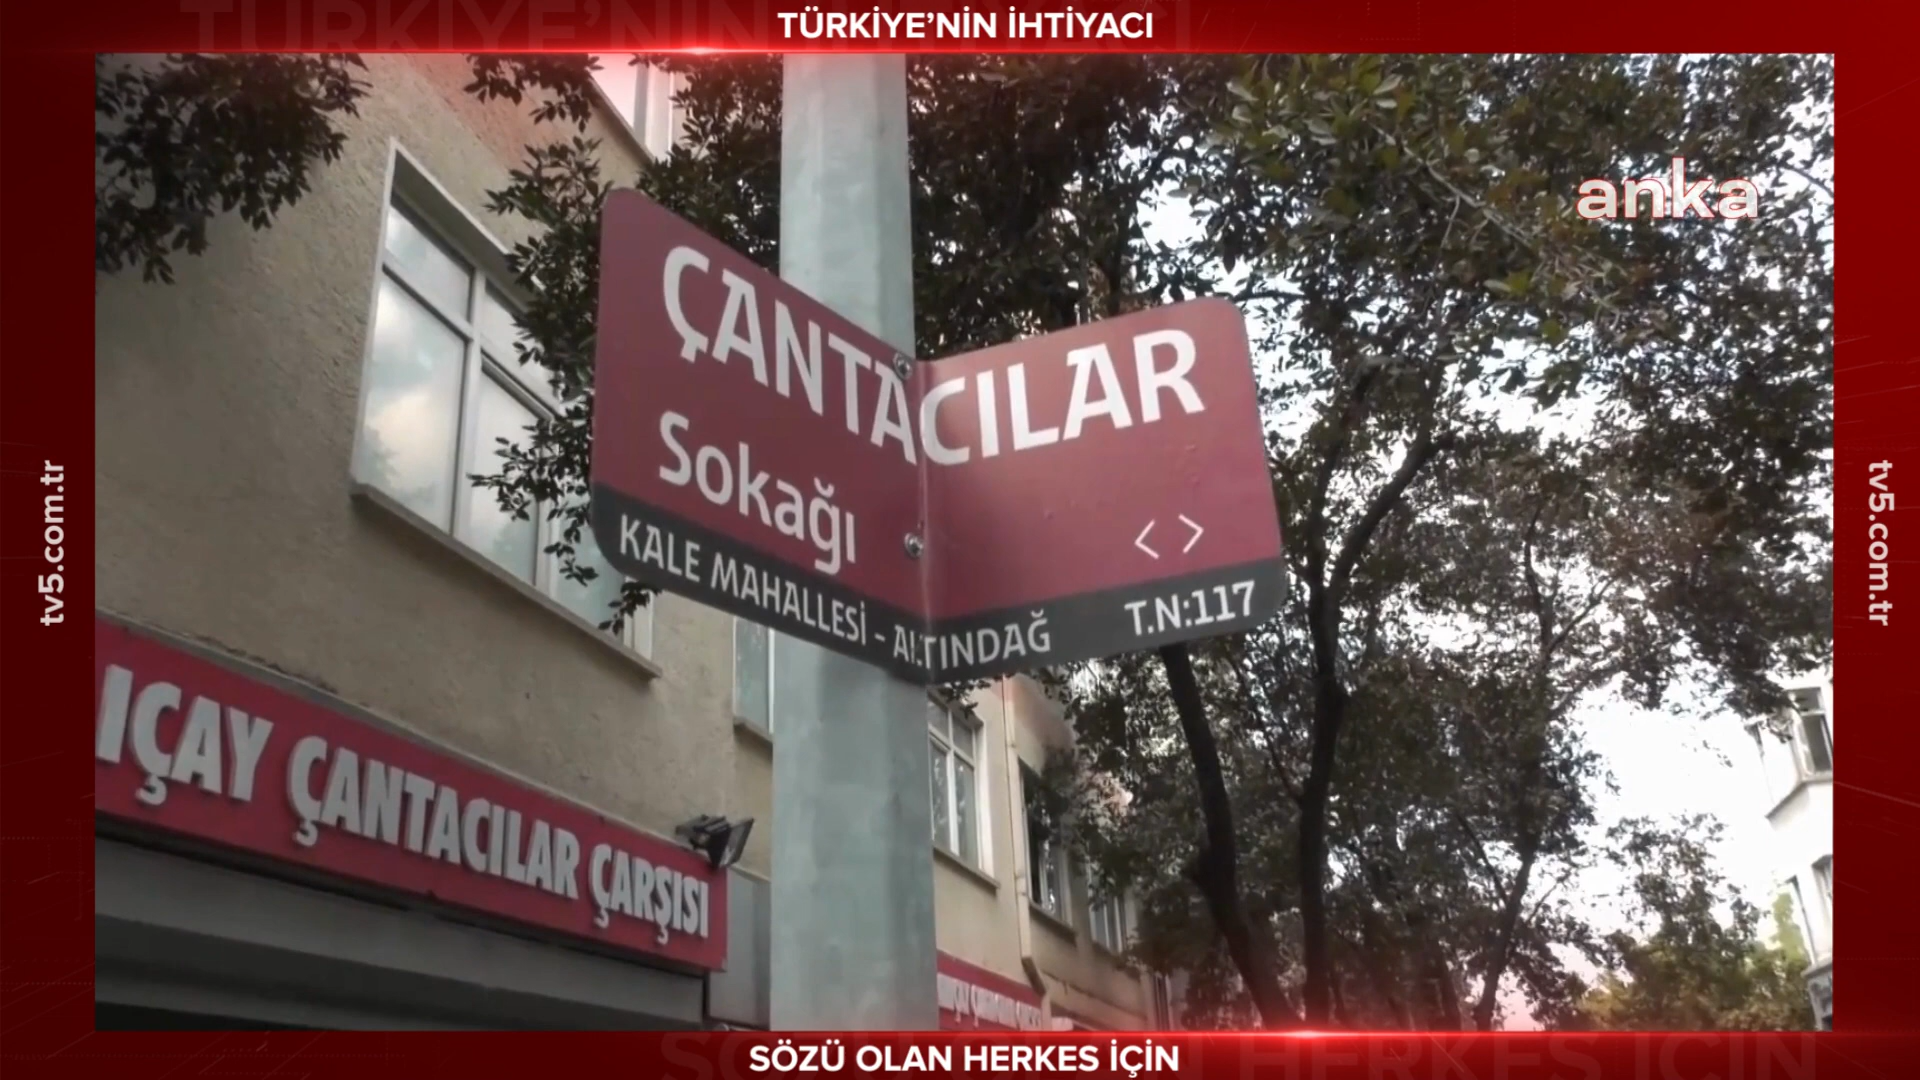 TÜRKİYE'NİN İHTİYACI
anka
ÇANTACILAR
Sokağı
< >
KALE MAHALLESİ - ALTINDAĞ T.N:117
IÇAY ÇANTACILAR ÇARŞISI
tv5.com.tr
tv5.com.tr
SÖZÜ OLAN HERKES İÇİN